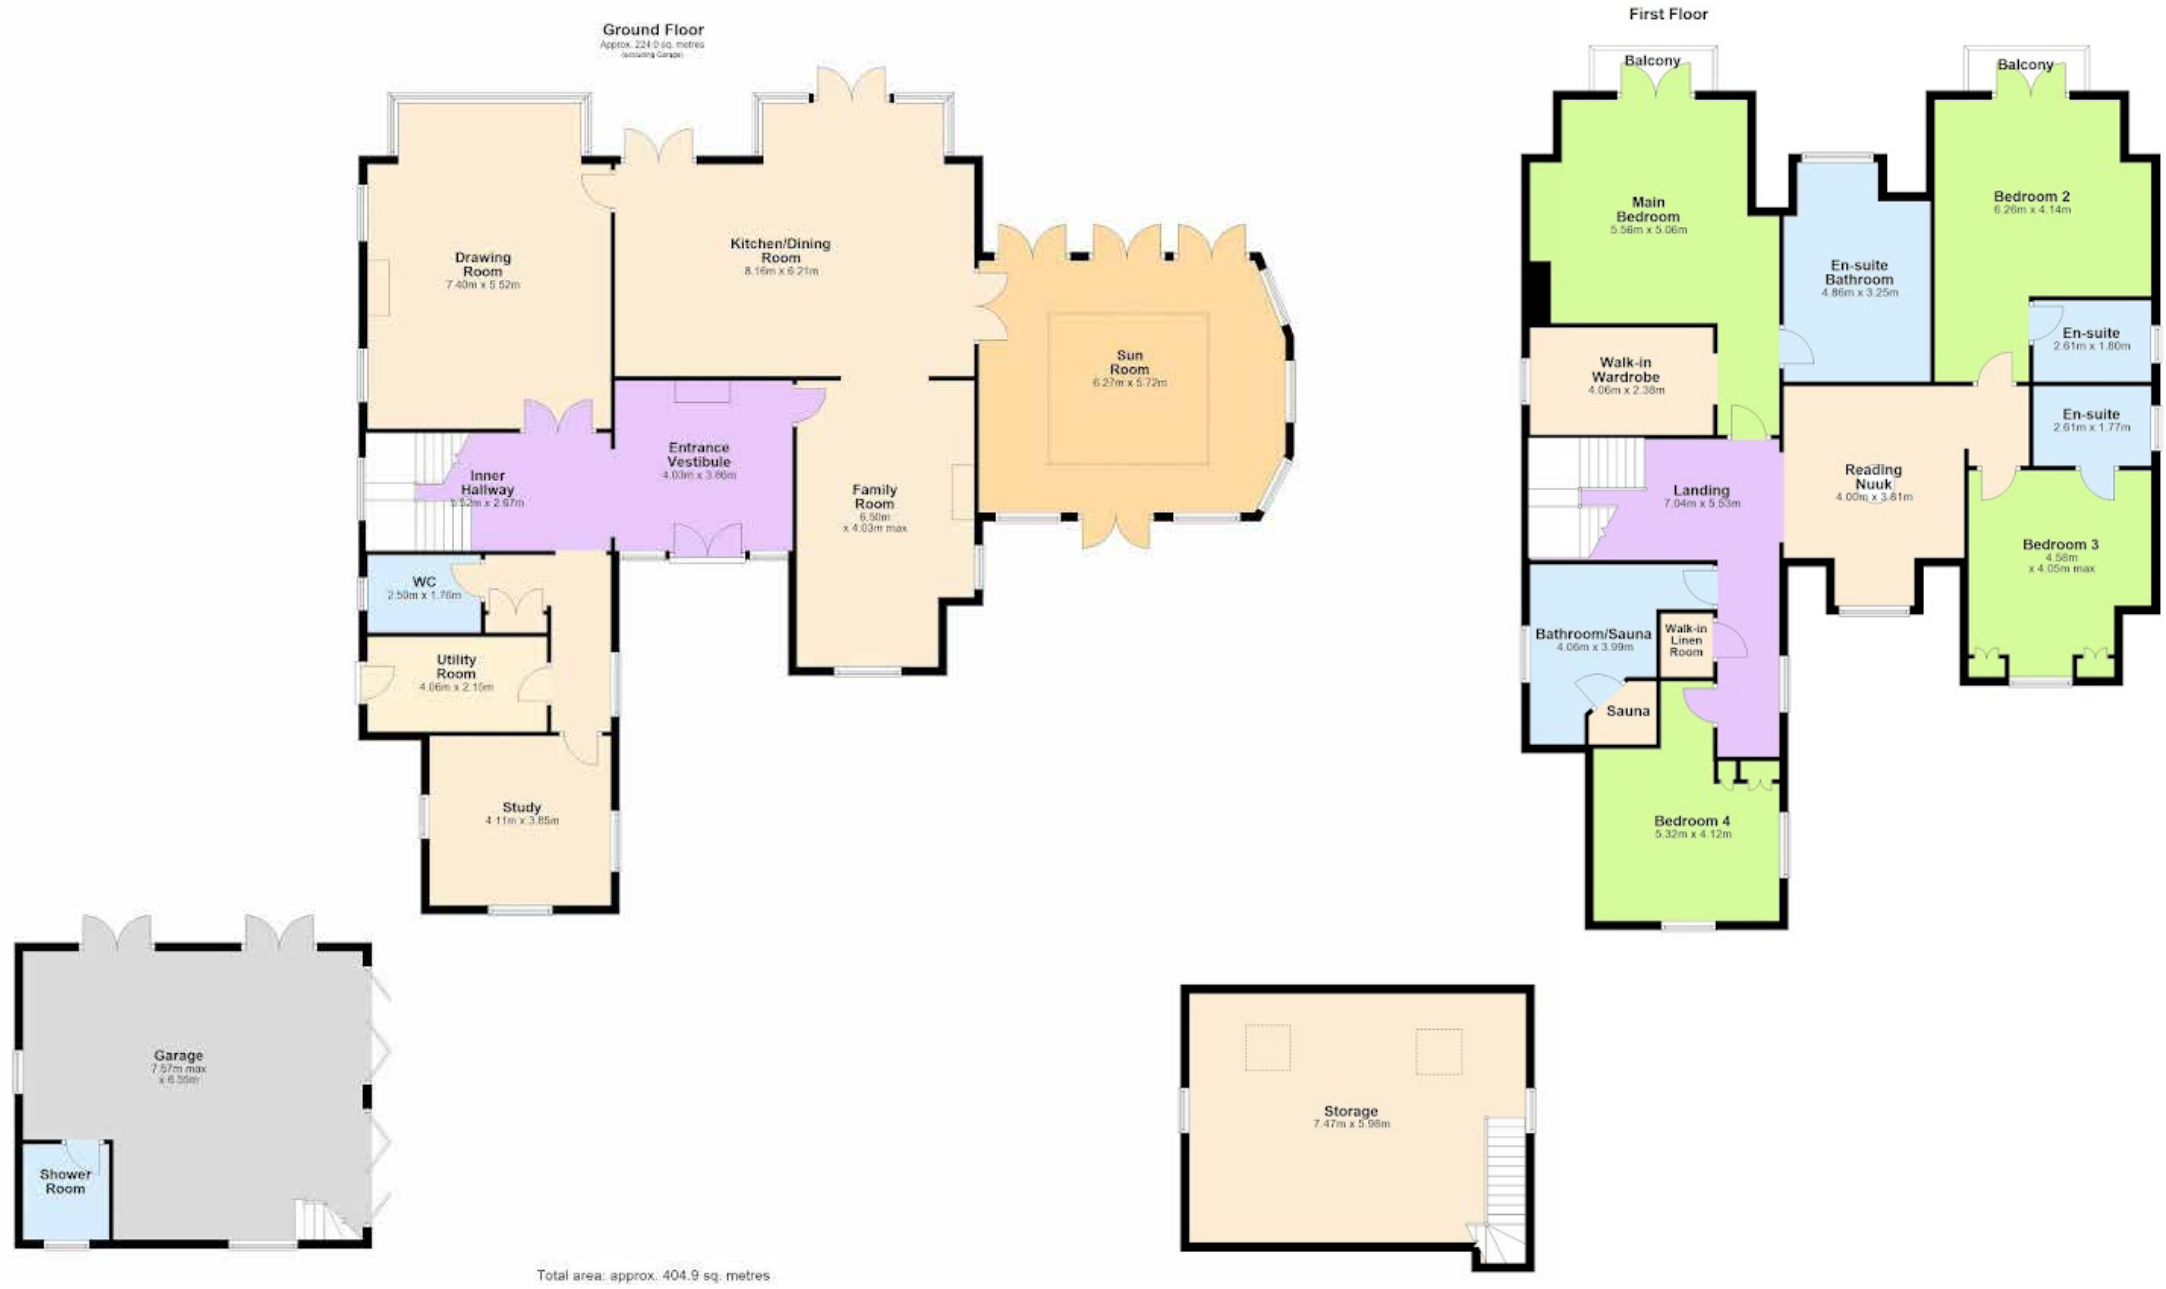 Ground Floor
Approx. 224.0 sq. metres
(excluding Garage)
Drawing
Room
7.40m x 5.52m
Kitchen/Dining
Room
8.16m x 6.21m
Sun
Room
6.27m x 5.72m
Entrance
Vestibule
4.03m x 3.86m
Inner
Hallway
x 2.67m
Family
Room
6.50m
x 4.03m max
WC
2.50m x 1.76m
Utility
Room
4.06m x 2.15m
Study
4.11m x 3.85m
Garage
7.57m max
x 6.55m
Shower
Room
First Floor
Balcony
Balcony
Main
Bedroom
5.56m x 5.06m
Bedroom 2
6.26m x 4.14m
En-suite
Bathroom
4.86m x 3.25m
En-suite
2.61m x 1.80m
Walk-in
Wardrobe
4.06m x 2.38m
En-suite
2.61m x 1.77m
Landing
7.04m x 5.53m
Reading
Nuuk
4.00m x 3.81m
Bedroom 3
4.58m
x 4.05m max
Bathroom/Sauna
4.06m x 3.99m
Walk-in
Linen
Room
Sauna
Bedroom 4
5.32m x 4.12m
Storage
7.47m x 5.98m
Total area: approx. 404.9 sq. metres